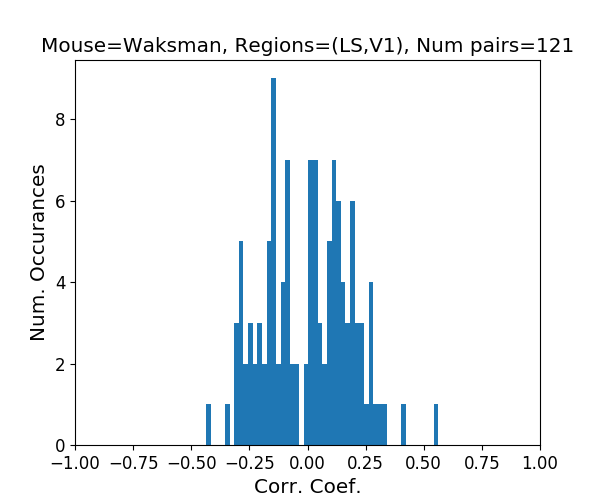 Mouse=Waksman, Regions=(LS,V1), Num pairs=121
Num. Occurances
8
6
4
2
0
−1.00 −0.75 −0.50 −0.25 0.00 0.25 0.50 0.75 1.00
Corr. Coef.